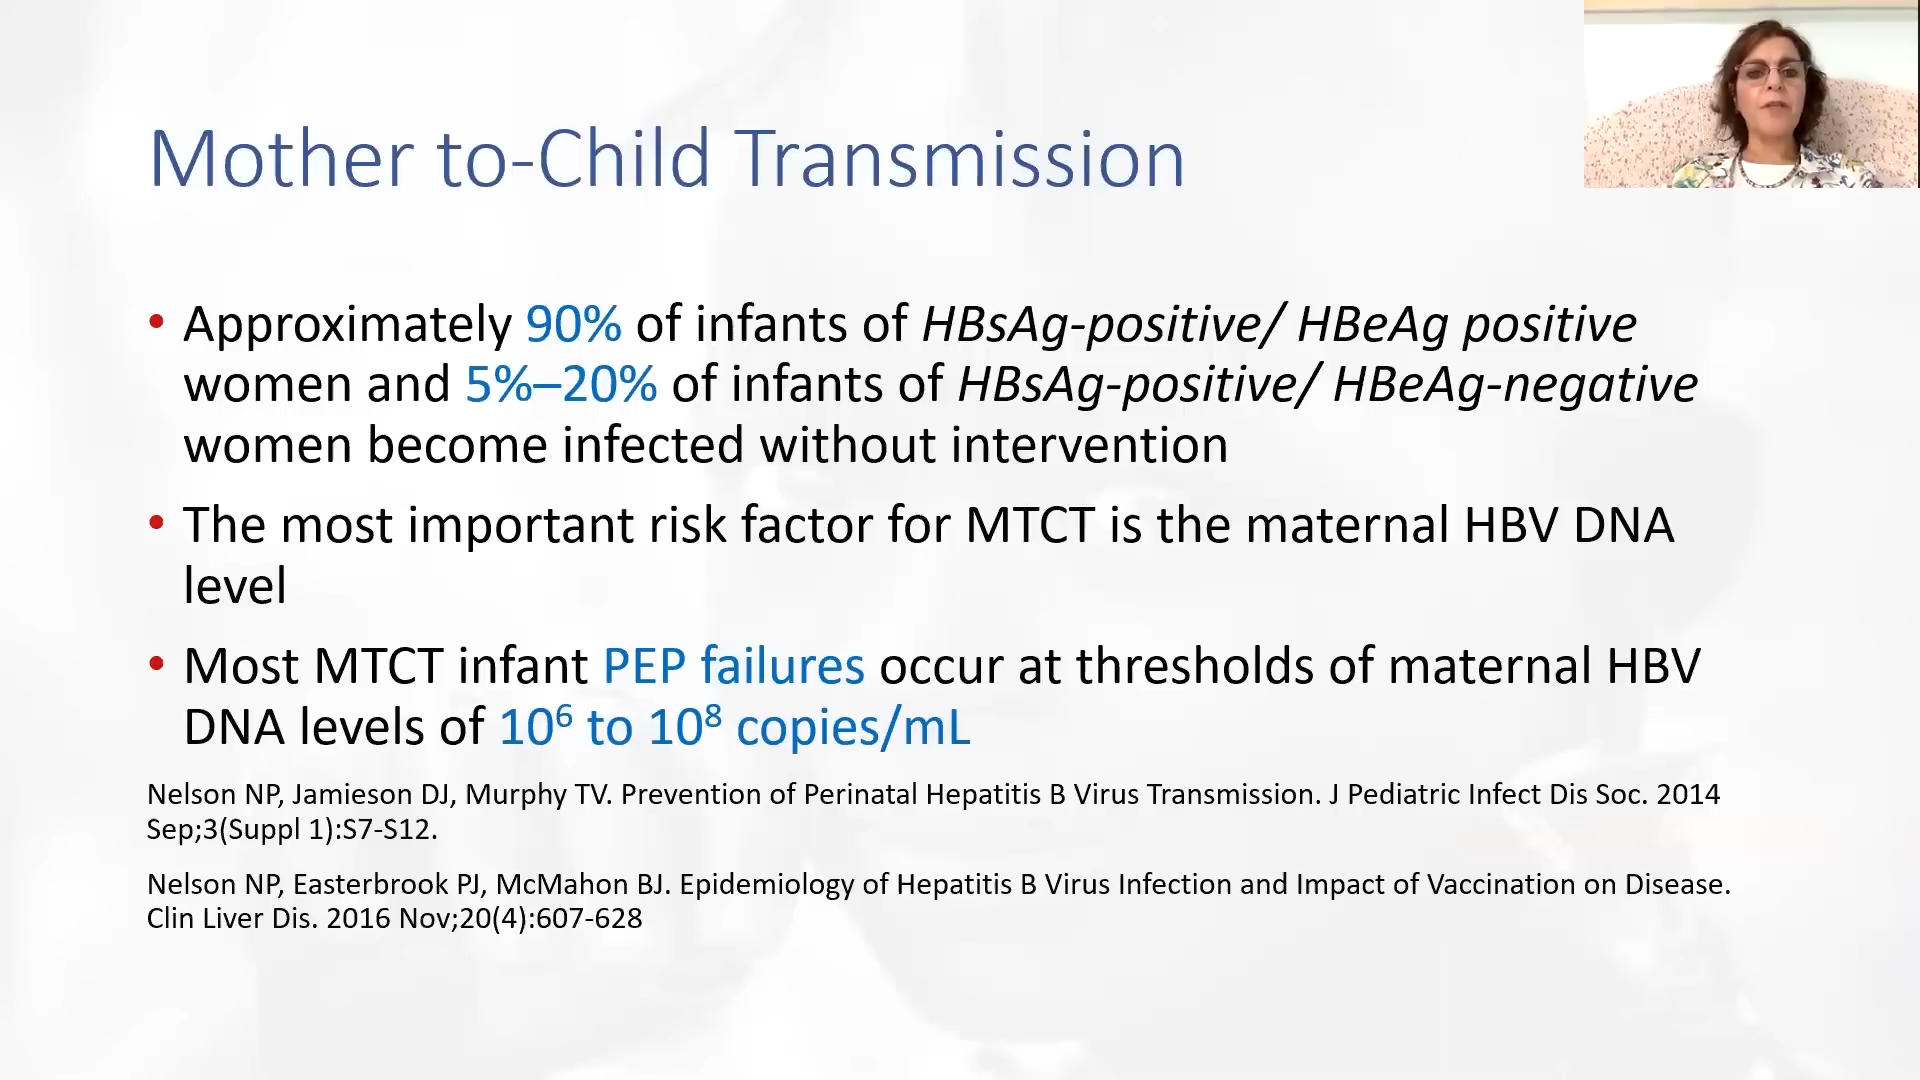 Mother to-Child Transmission
• Approximately 90% of infants of HBsAg-positive/ HBeAg positive
women and 5%–20% of infants of HBsAg-positive/ HBeAg-negative
women become infected without intervention
• The most important risk factor for MTCT is the maternal HBV DNA
level
• Most MTCT infant PEP failures occur at thresholds of maternal HBV
DNA levels of 10⁶ to 10⁸ copies/mL
Nelson NP, Jamieson DJ, Murphy TV. Prevention of Perinatal Hepatitis B Virus Transmission. J Pediatric Infect Dis Soc. 2014
Sep;3(Suppl 1):S7-S12.
Nelson NP, Easterbrook PJ, McMahon BJ. Epidemiology of Hepatitis B Virus Infection and Impact of Vaccination on Disease.
Clin Liver Dis. 2016 Nov;20(4):607-628